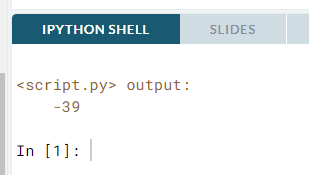 IPYTHON SHELL
SLIDES
<script.py> output:
-39
In [1]: